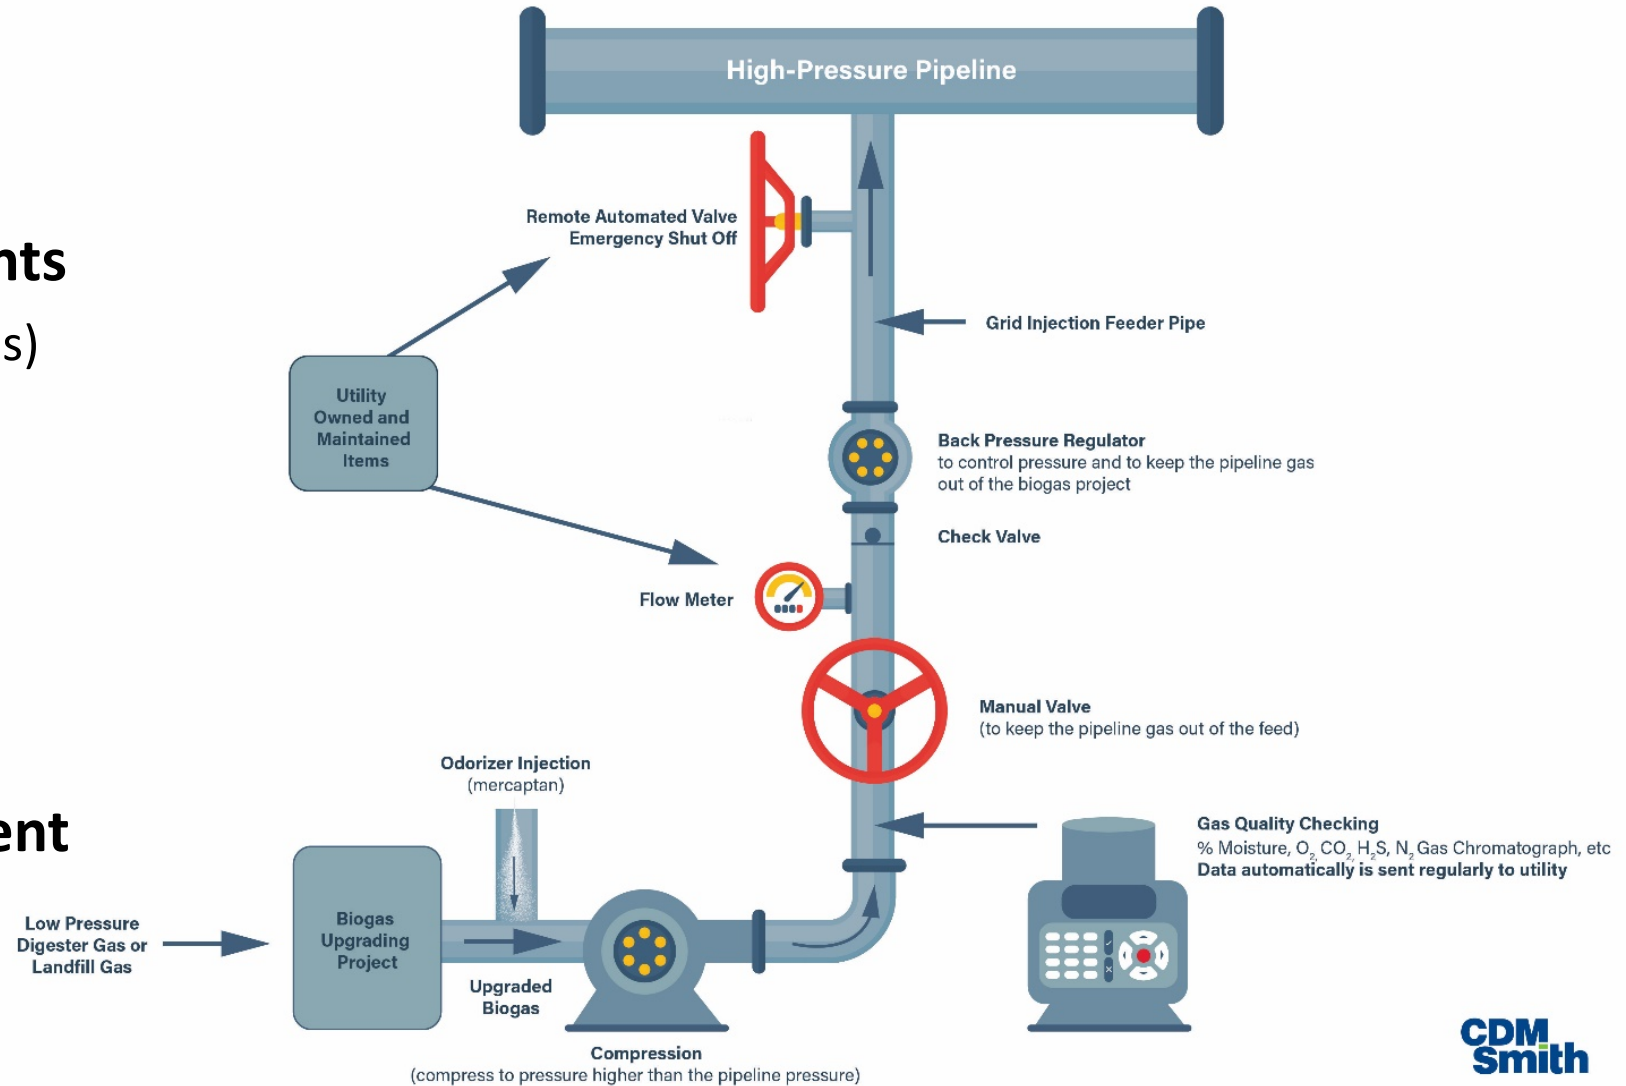 High-Pressure Pipeline
Remote Automated Valve
Emergency Shut Off
nts
s)
Grid Injection Feeder Pipe
Utility
Owned and
Maintained
Items
Back Pressure Regulator
to control pressure and to keep the pipeline gas
out of the biogas project
Check Valve
Flow Meter
Manual Valve
(to keep the pipeline gas out of the feed)
Odorizer Injection
(mercaptan)
ent
Gas Quality Checking
% Moisture, O₂, CO₂, H₂S, N₂ Gas Chromatograph, etc
Data automatically is sent regularly to utility
Low Pressure
Digester Gas or
Landfill Gas
Biogas
Upgrading
Project
Upgraded
Biogas
Compression
(compress to pressure higher than the pipeline pressure)
CDM
Smith